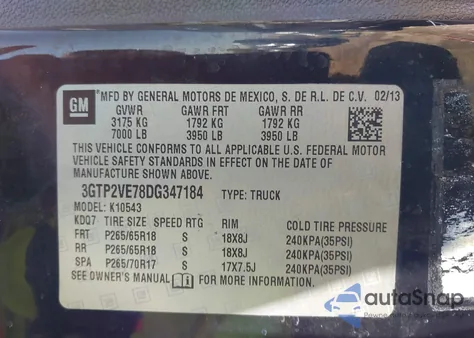 GM
MFD BY GENERAL MOTORS DE MEXICO, S. DE R.L. DE C.V. 02/13
GVWR GAWR FRT GAWR RR
3175 KG 1792 KG 1792 KG
7000 LB 3950 LB 3950 LB
THIS VEHICLE CONFORMS TO ALL APPLICABLE U.S. FEDERAL MOTOR
VEHICLE SAFETY STANDARDS IN EFFECT ON THE DATE OF
MANUFACTURE SHOWN ABOVE.
3GTP2VE78DG347184 TYPE: TRUCK
MODEL: K10543
KDQ7 TIRE SIZE SPEED RTG RIM COLD TIRE PRESSURE
FRT P265/65R18 S 18X8J 240KPA(35PSI)
RR P265/65R18 S 18X8J 240KPA(35PSI)
SPA P265/70R17 S 17X7.5J 240KPA(35PSI)
SEE OWNER'S MANUAL FOR MORE INFORMATION
autoSnap